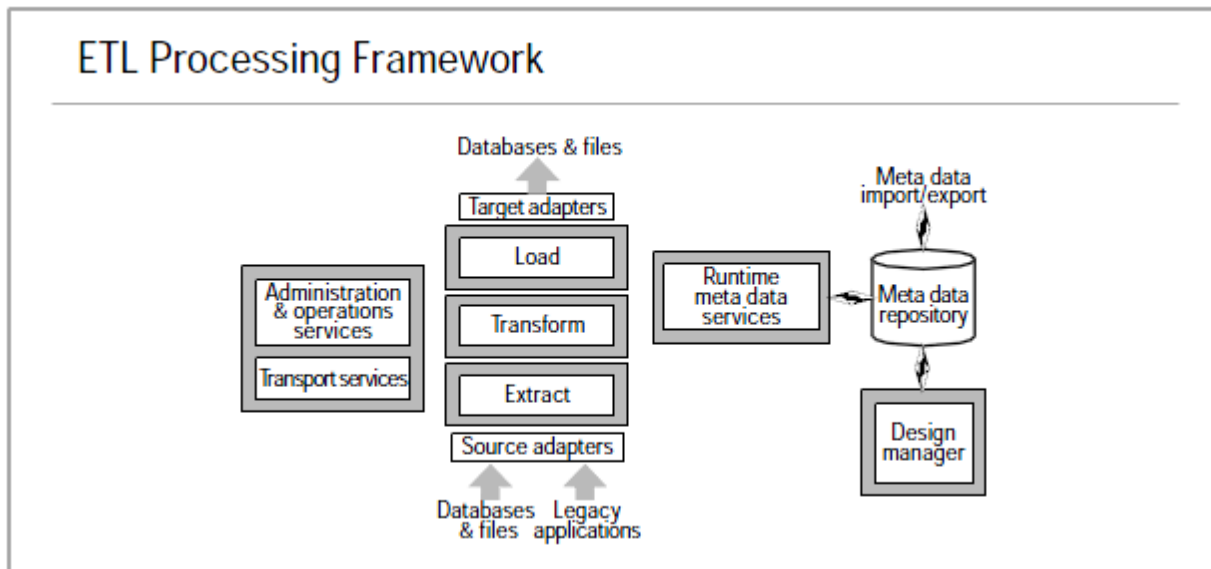 ETL Processing Framework
Databases & files
Target adapters
Load
Transform
Extract
Source adapters
Databases
& files
Legacy
applications
Administration
& operations
services
Transport services
Runtime
meta data
services
Meta data
import/export
Meta data
repository
Design
manager